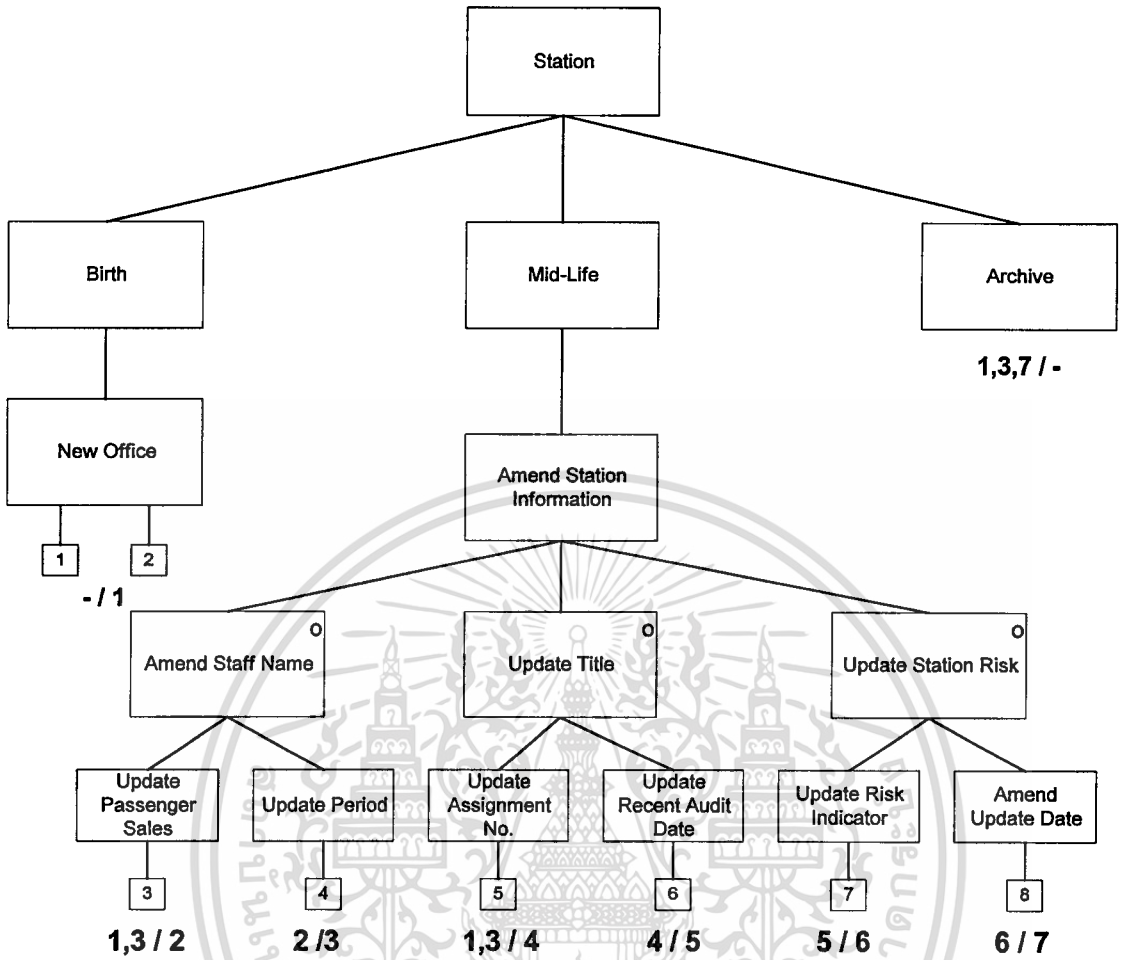 Station
Birth
Mid-Life
Archive
1,3,7 / -
New Office
Amend Station
Information
1
2
- / 1
O
Amend Staff Name
O
Update Title
O
Update Station Risk
Update
Passenger
Sales
Update Period
Update
Assignment
No.
Update
Recent Audit
Date
Update Risk
Indicator
Amend
Update Date
3
4
5
6
7
8
1,3 / 2
2 /3
1,3 / 4
4 / 5
5 / 6
6 / 7